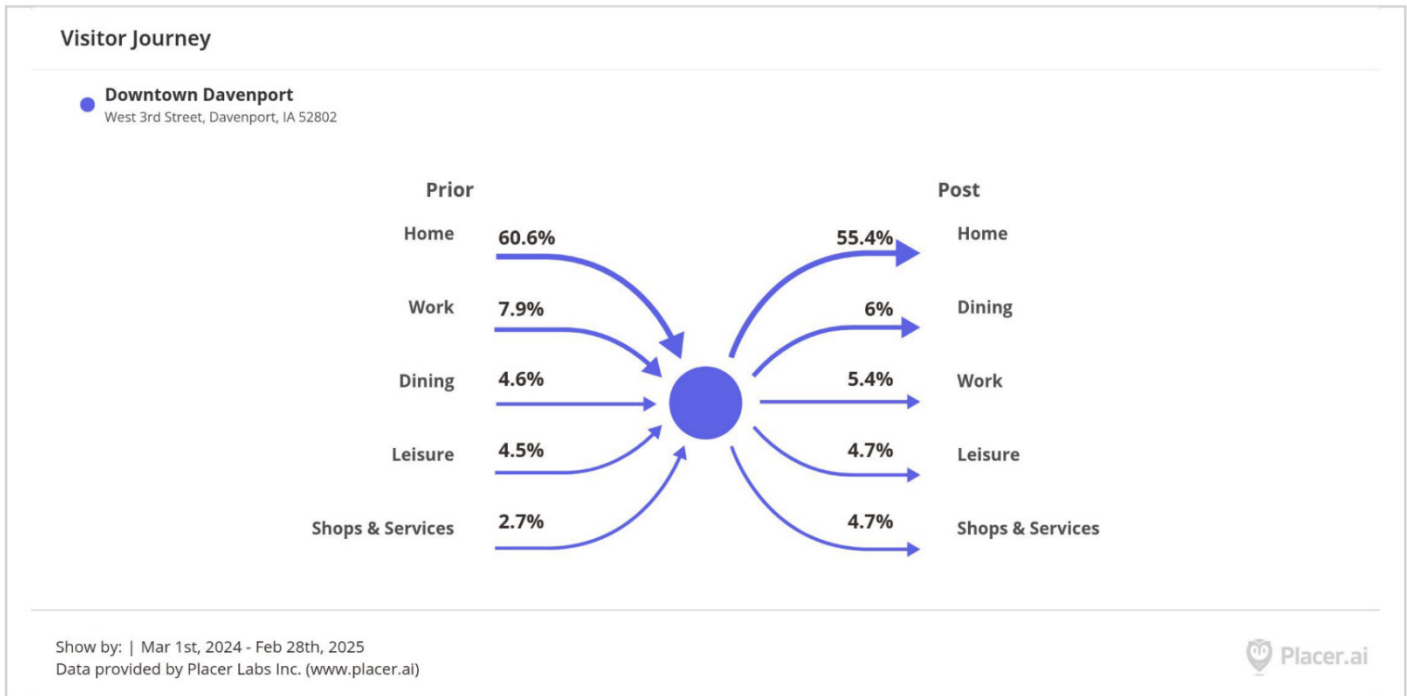 Visitor Journey
Downtown Davenport
West 3rd Street, Davenport, IA 52802
Prior
Post
Home 60.6%
55.4% Home
Work 7.9%
6% Dining
Dining 4.6%
5.4% Work
Leisure 4.5%
4.7% Leisure
Shops & Services 2.7%
4.7% Shops & Services
Show by: | Mar 1st, 2024 - Feb 28th, 2025
Data provided by Placer Labs Inc. (www.placer.ai)
Placer.ai